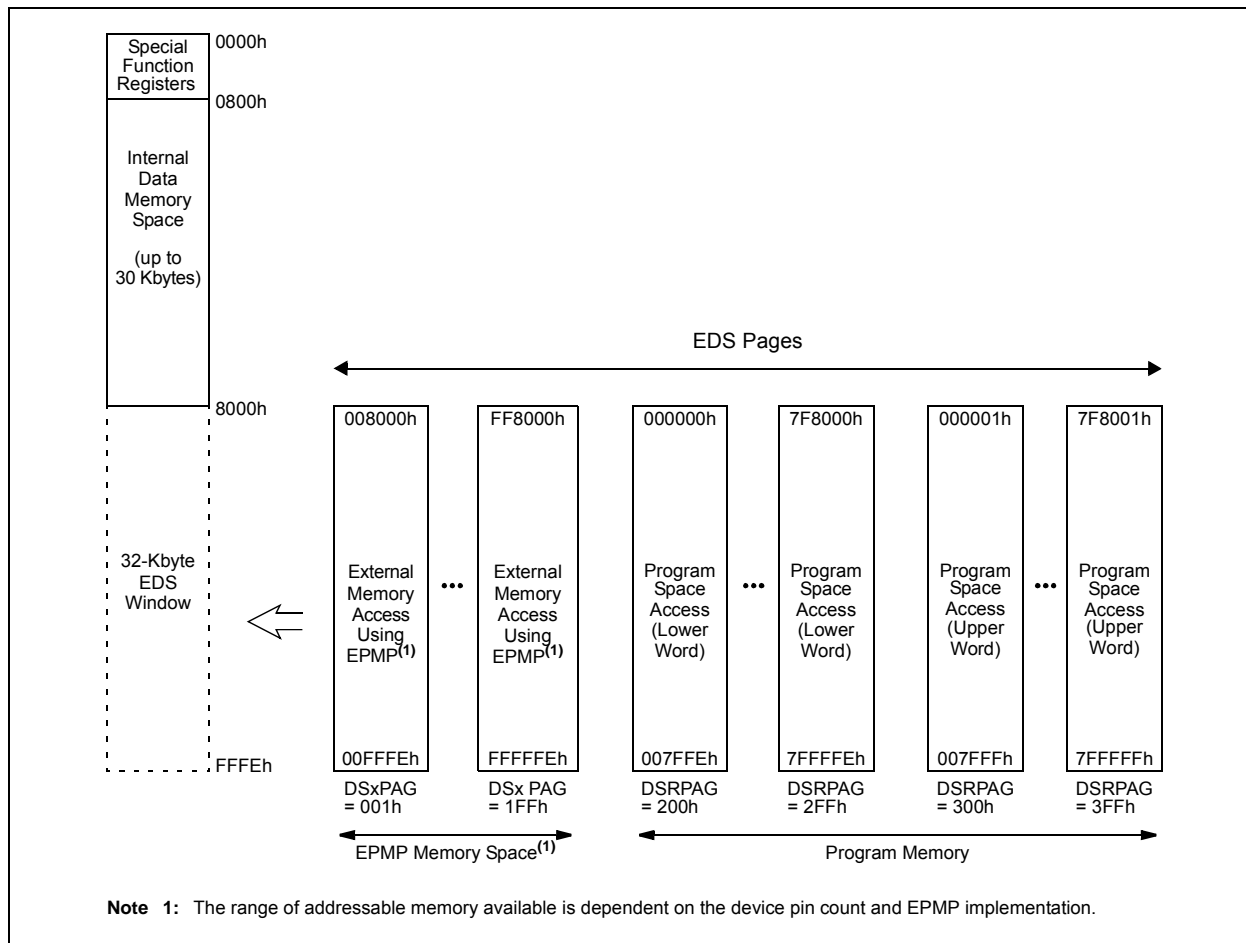 Special
Function
Registers
0000h
0800h
Internal
Data
Memory
Space
(up to
30 Kbytes)
EDS Pages
8000h
32-Kbyte
EDS
Window
FFFEh
008000h
External
Memory
Access
Using
EPMP(1)
00FFFEh
DSxPAG
= 001h
•••
FF8000h
External
Memory
Access
Using
EPMP(1)
FFFFFEh
DSx PAG
= 1FFh
EPMP Memory Space(1)
000000h
Program
Space
Access
(Lower
Word)
007FFEh
DSRPAG
= 200h
•••
7F8000h
Program
Space
Access
(Lower
Word)
7FFFFEh
DSRPAG
= 2FFh
000001h
Program
Space
Access
(Upper
Word)
007FFFh
DSRPAG
= 300h
•••
7F8001h
Program
Space
Access
(Upper
Word)
7FFFFFh
DSRPAG
= 3FFh
Program Memory
Note 1: The range of addressable memory available is dependent on the device pin count and EPMP implementation.